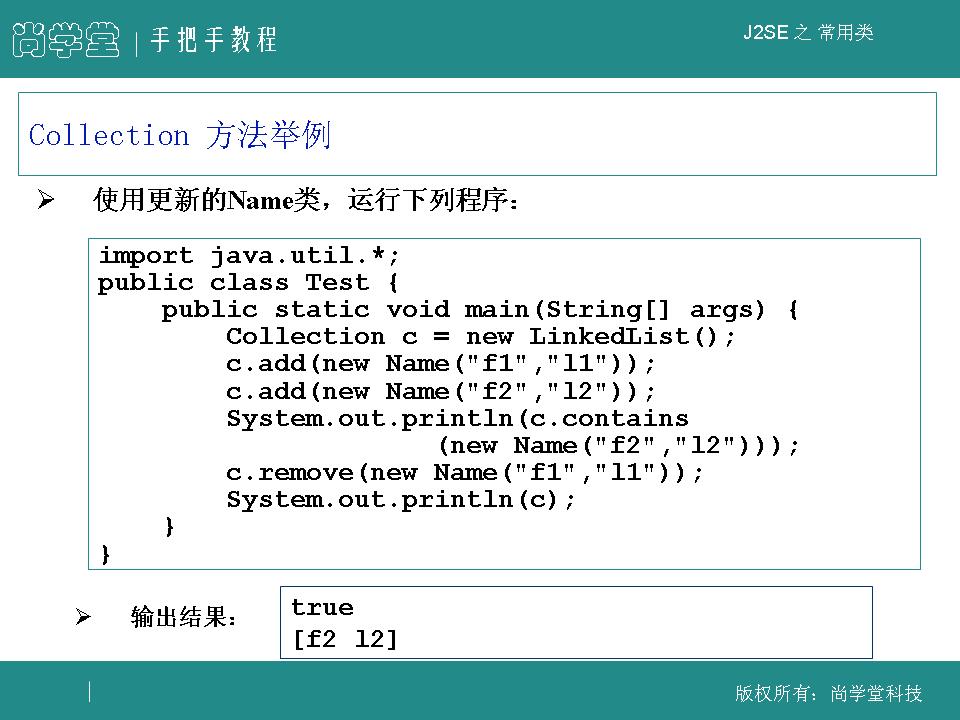 尚学堂 | 手把手教程
J2SE 之 常用类
Collection 方法举例
使用更新的Name类，运行下列程序：
import java.util.*;
public class Test {
    public static void main(String[] args) {
        Collection c = new LinkedList();
        c.add(new Name("f1","l1"));
        c.add(new Name("f2","l2"));
        System.out.println(c.contains
                     (new Name("f2","l2")));
        c.remove(new Name("f1","l1"));
        System.out.println(c);
    }
}
输出结果：
true
[f2 l2]
版权所有：尚学堂科技